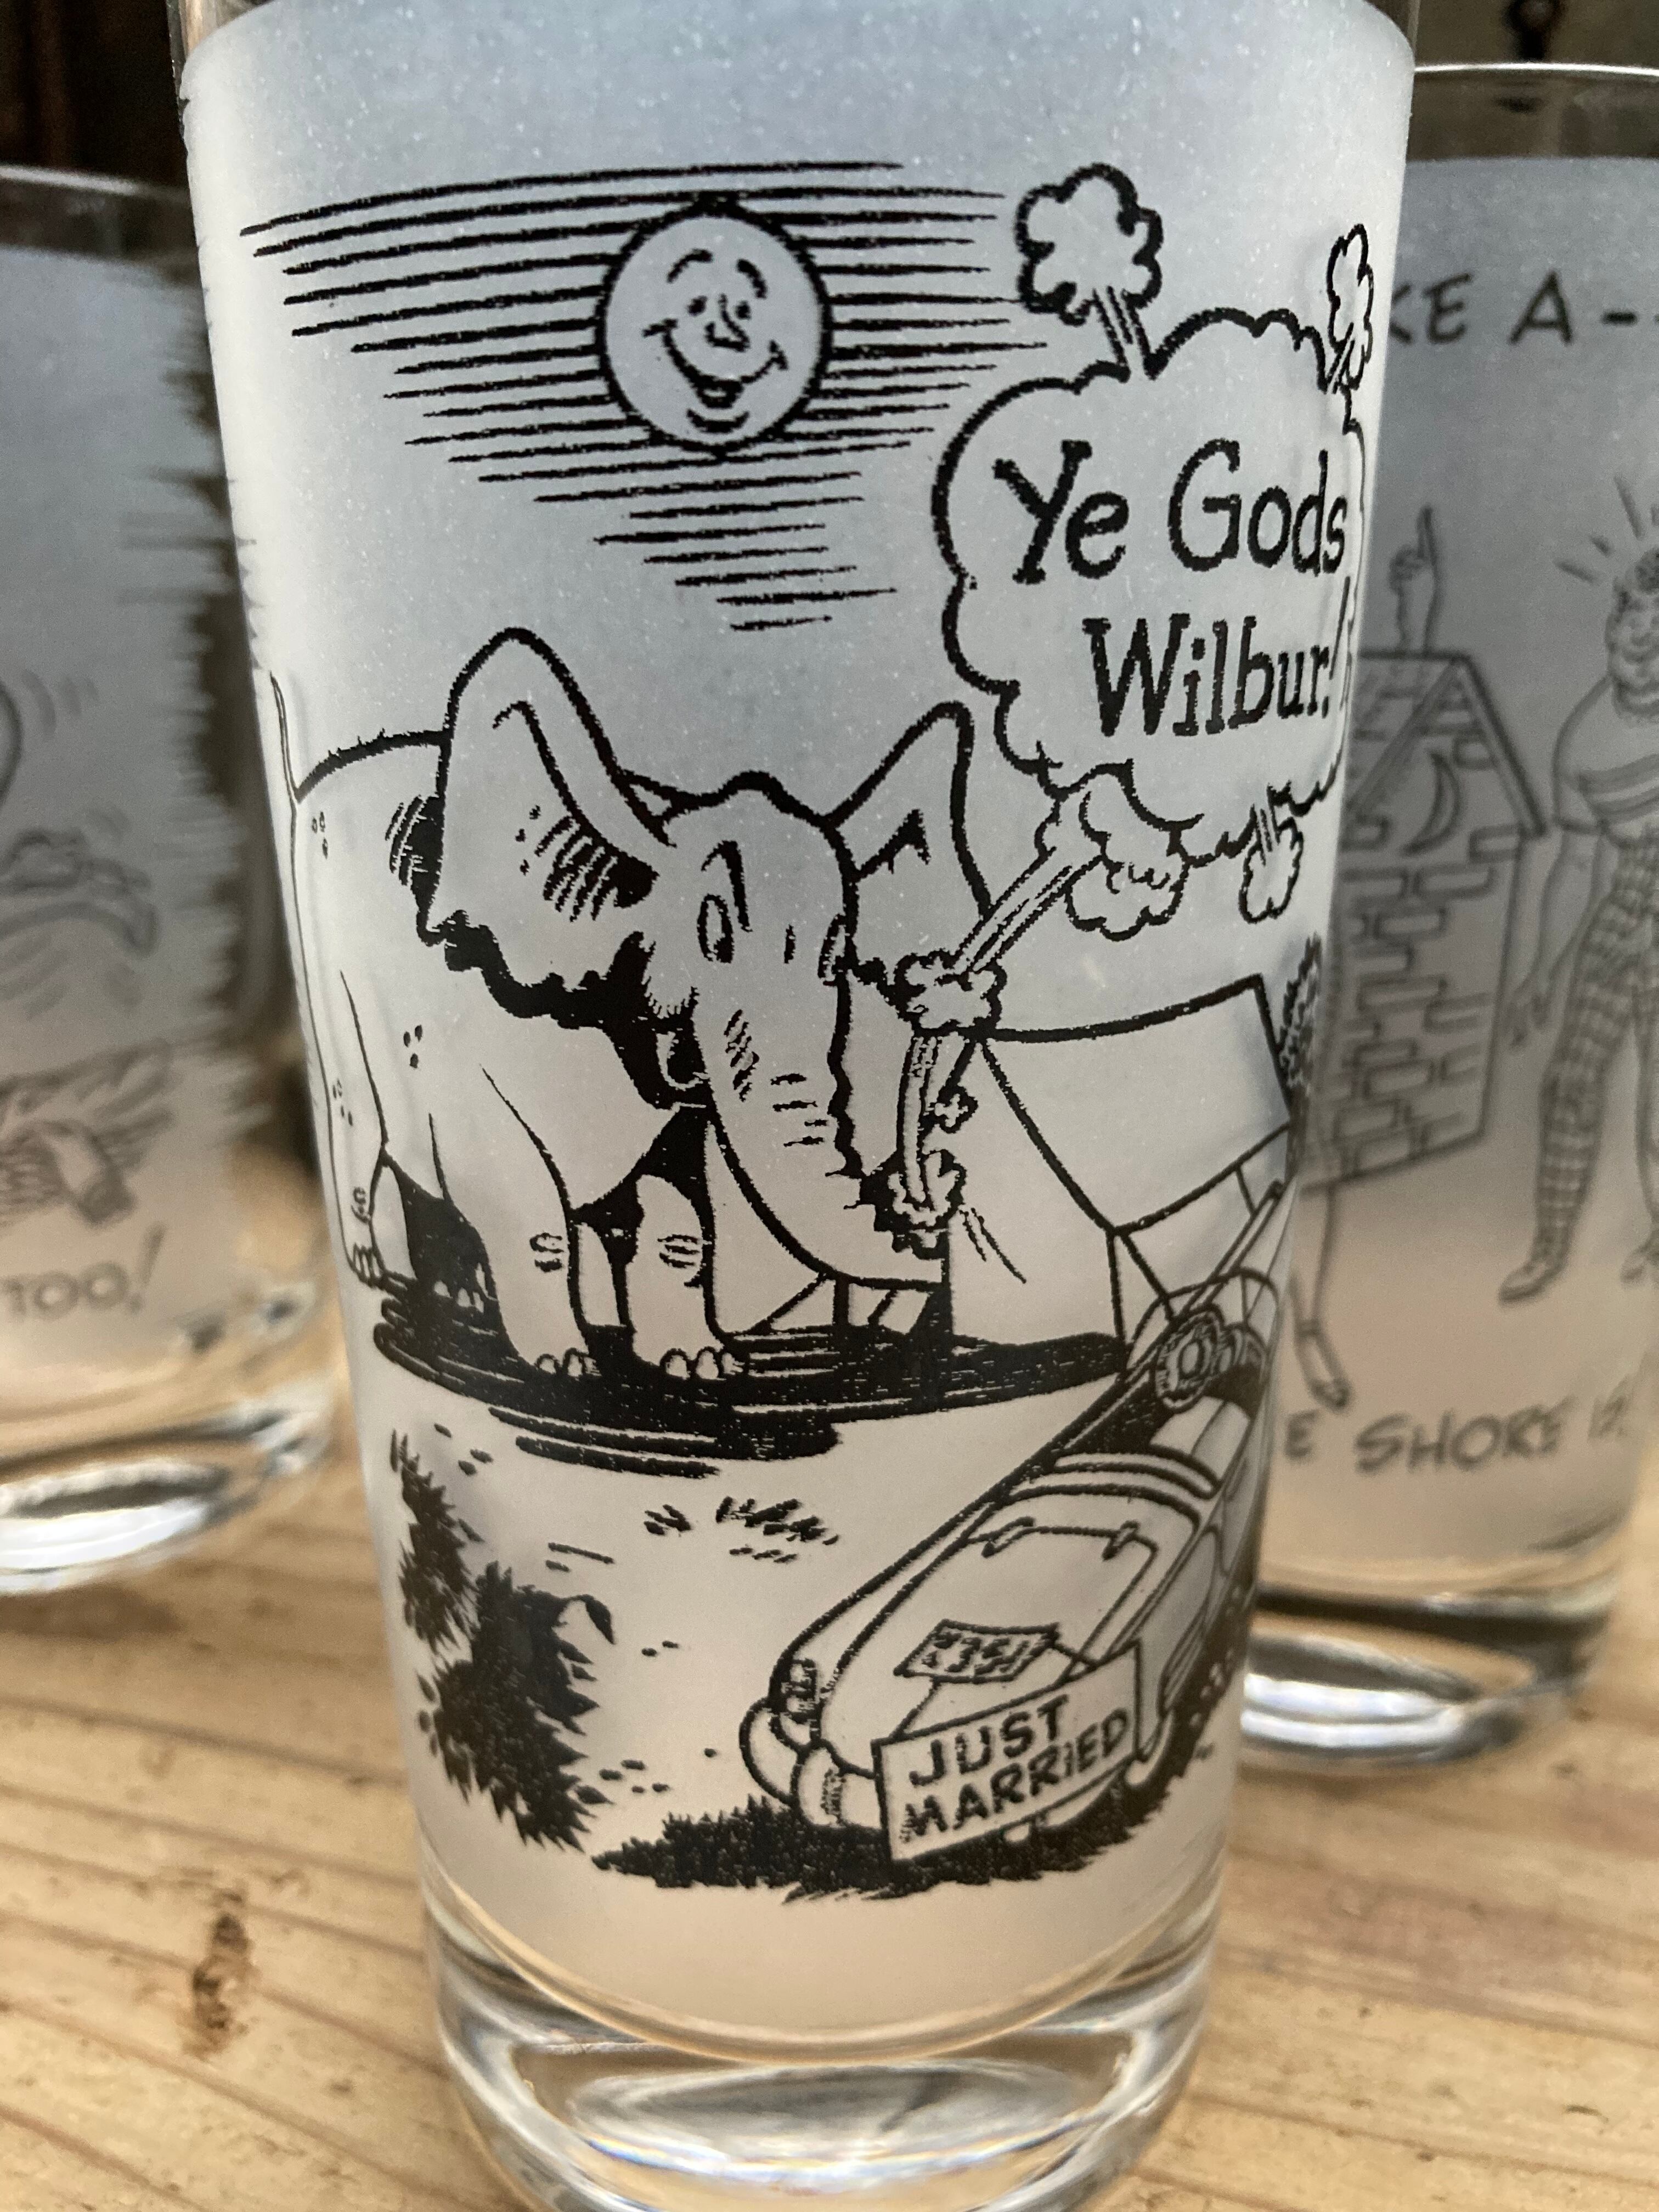 Ye Gods,
Wilbur!
JUST
MARRIED
KE A--
E SHORE IS
TOO!